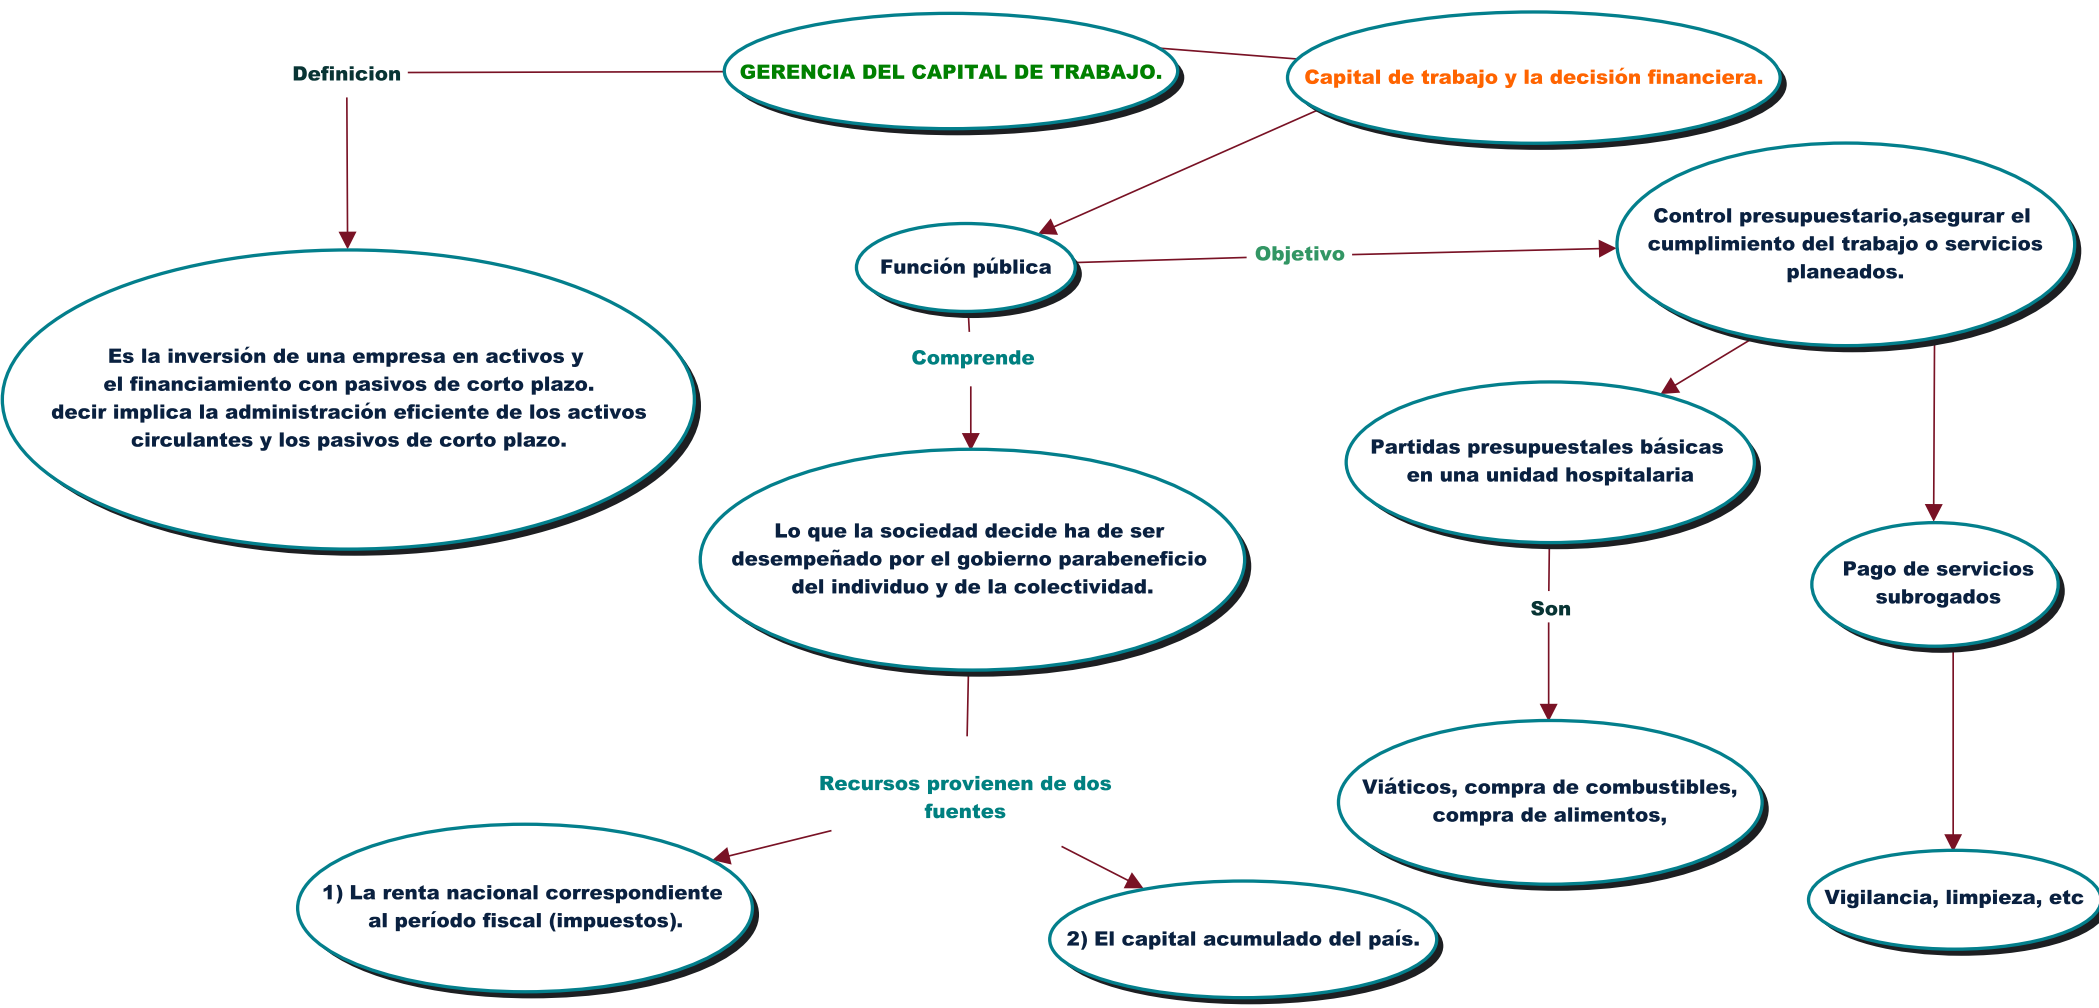 Definicion
GERENCIA DEL CAPITAL DE TRABAJO.
Capital de trabajo y la decisión financiera.
Es la inversión de una empresa en activos y
el financiamiento con pasivos de corto plazo.
decir implica la administración eficiente de los activos
circulantes y los pasivos de corto plazo.
Función pública
Objetivo
Control presupuestario,asegurar el
cumplimiento del trabajo o servicios
planeados.
Comprende
Lo que la sociedad decide ha de ser
desempeñado por el gobierno parabeneficio
del individuo y de la colectividad.
Partidas presupuestales básicas
en una unidad hospitalaria
Pago de servicios
subrogados
Son
Recursos provienen de dos
fuentes
1) La renta nacional correspondiente
al período fiscal (impuestos).
2) El capital acumulado del país.
Viáticos, compra de combustibles,
compra de alimentos,
Vigilancia, limpieza, etc